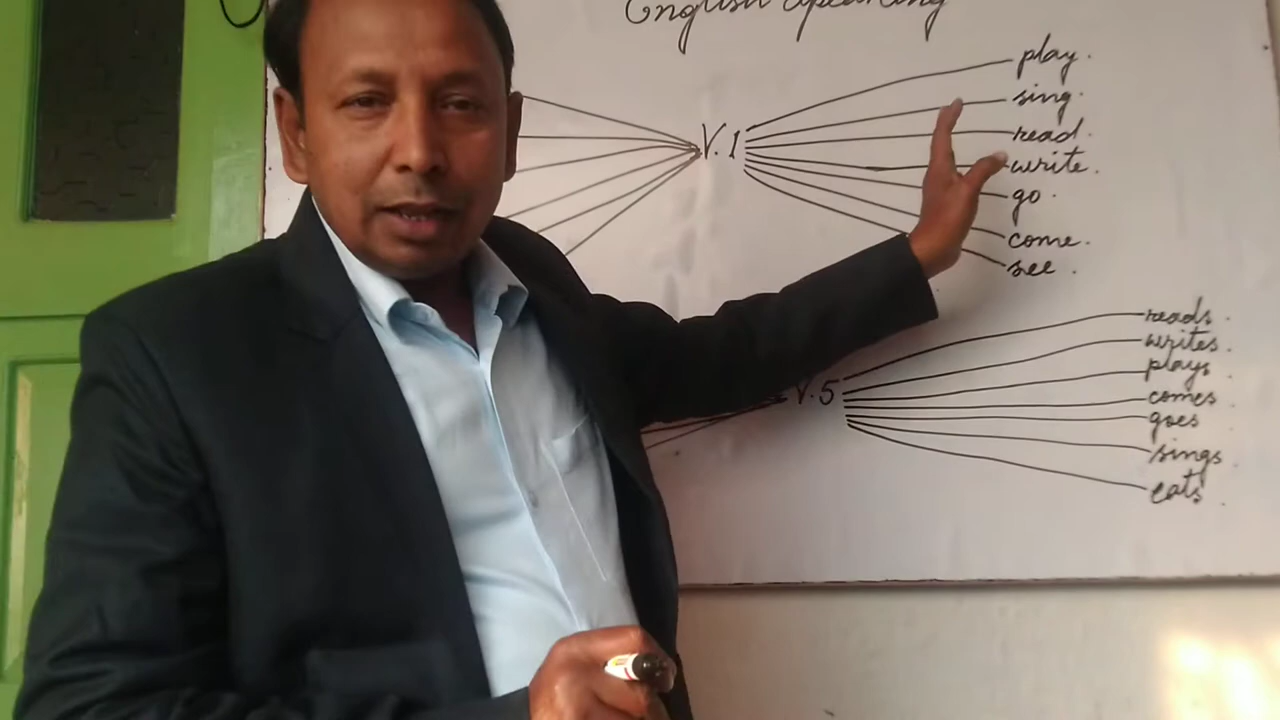 English Speaking
V.1
play.
sing.
read.
write.
go.
come.
see.
V.5
reads.
writes.
plays
comes
goes
sings
eats.